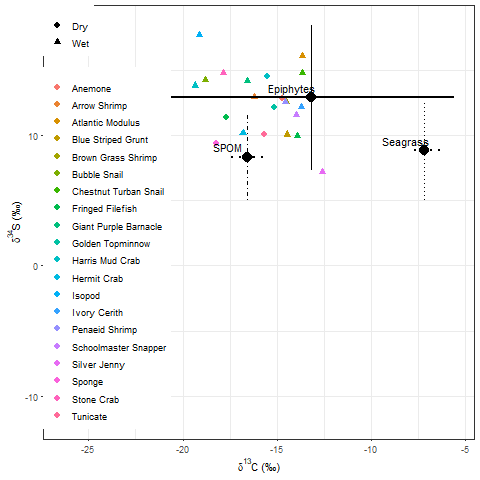 Dry
Wet
Anemone
Arrow Shrimp
Atlantic Modulus
Blue Striped Grunt
Brown Grass Shrimp
Bubble Snail
Chestnut Turban Snail
Fringed Filefish
Giant Purple Barnacle
Golden Topminnow
Harris Mud Crab
Hermit Crab
Isopod
Ivory Cerith
Penaeid Shrimp
Schoolmaster Snapper
Silver Jenny
Sponge
Stone Crab
Tunicate
Epiphytes
SPOM
Seagrass
δ³⁴S (‰)
10
0
-10
-25 -20 -15 -10 -5
δ¹³C (‰)